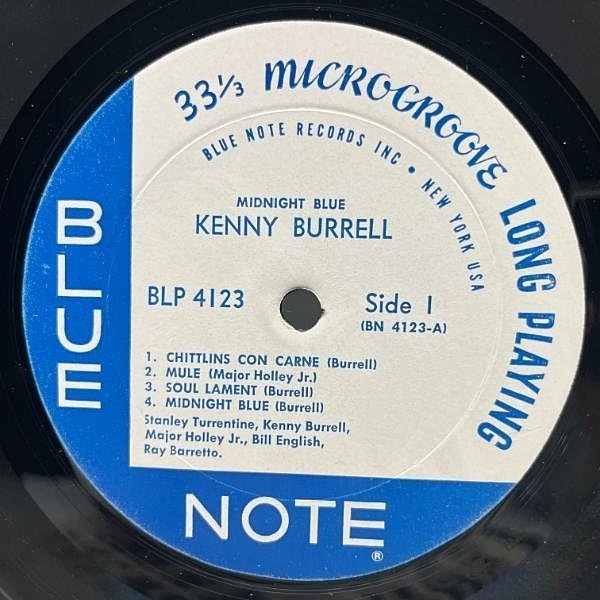 33⅓ MICROGROOVE LONG PLAYING
BLUE NOTE RECORDS INC • NEW YORK USA
MIDNIGHT BLUE
KENNY BURRELL
BLP 4123
Side 1
(BN 4123-A)
1. CHITTLINS CON CARNE (Burrell)
2. MULE (Major Holley Jr.)
3. SOUL LAMENT (Burrell)
4. MIDNIGHT BLUE (Burrell)
Stanley Turrentine, Kenny Burrell,
Major Holley Jr., Bill English,
Ray Barretto.
BLUE
NOTE
®